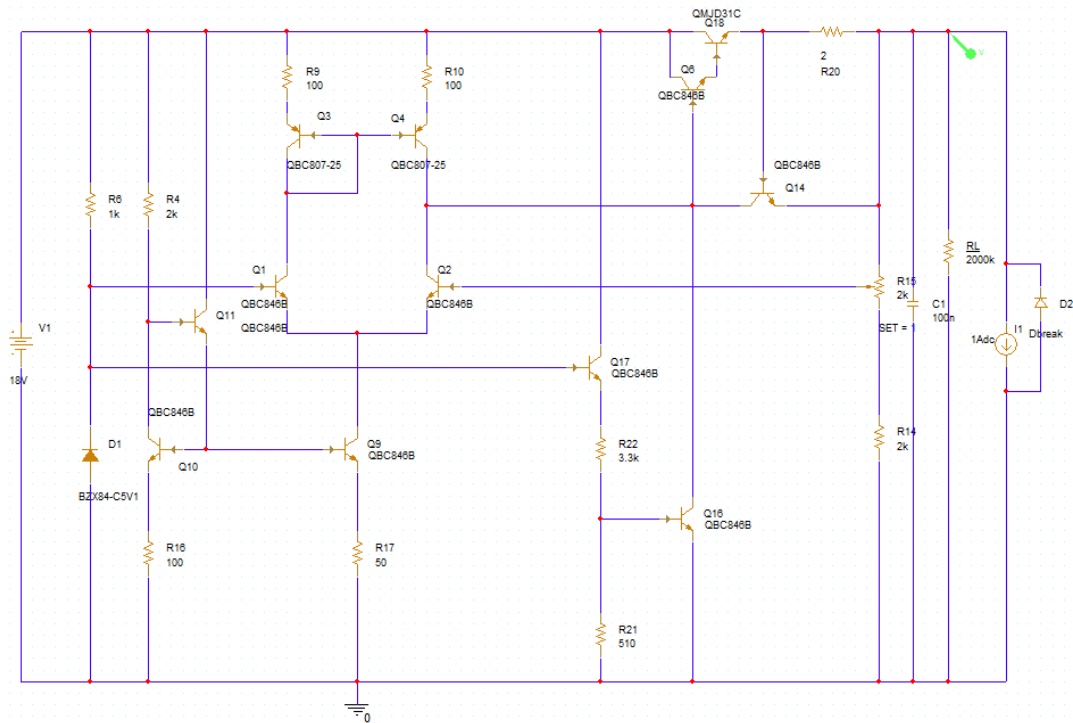 QMJD31C
Q18
2
R20
V
R9
100
R10
100
Q6
QBC846B
Q3
Q4
QBC807-25
QBC807-25
QBC846B
Q14
R6
1k
R4
2k
RL
2000k
Q1
Q2
QBC846B
QBC846B
QBC846B
R15
2k
SET = 1
C1
100n
D2
Dbreak
Q11
V1
18V
1Adc
I1
Q17
QBC846B
QBC846B
Q9
QBC846B
R14
2k
D1
Q10
BZX84-C5V1
R22
3.3k
Q16
QBC846B
R16
100
R17
50
R21
510
0